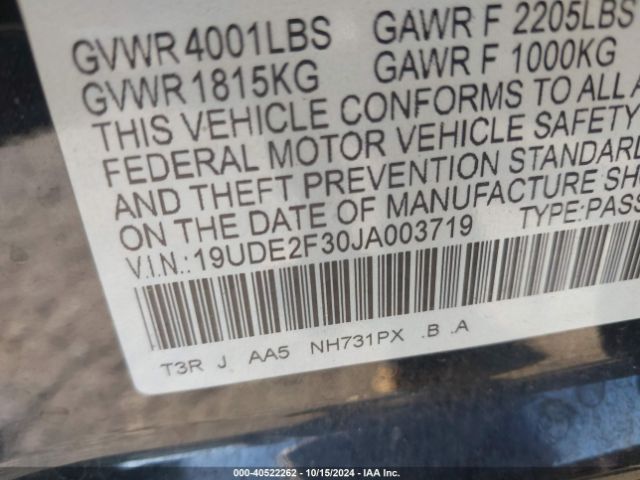 GVWR 4001LBS GAWR F 2205LBS
GVWR 1815KG GAWR F 1000KG
THIS VEHICLE CONFORMS TO ALL A
FEDERAL MOTOR VEHICLE SAFETY
AND THEFT PREVENTION STANDARD
ON THE DATE OF MANUFACTURE SHO
V.I.N.: 19UDE2F30JA003719 TYPE:PASS
T3R J AA5 NH731PX .B .A
000-40522262 - 10/15/2024 - IAA Inc.